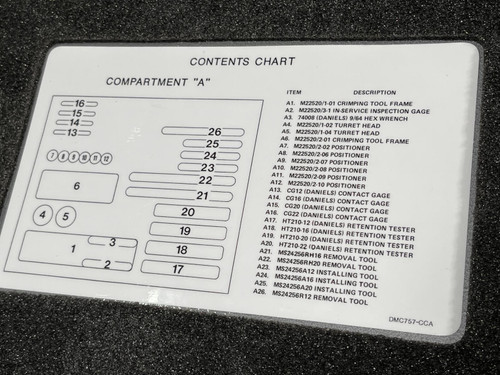 CONTENTS CHART
COMPARTMENT "A"
16
15
14
13
7 8 9 10 11 12
6
4 5
1
3
2
26
25
24
23
22
21
20
19
18
17
ITEM DESCRIPTION
A1. M22520/1-01 CRIMPING TOOL FRAME
A2. M22520/3-1 IN-SERVICE INSPECTION GAGE
A3. 74008 (DANIELS) 9/64 HEX WRENCH
A4. M22520/1-02 TURRET HEAD
A5. M22520/1-04 TURRET HEAD
A6. M22520/2-01 CRIMPING TOOL FRAME
A7. M22520/2-02 POSITIONER
A8. M22520/2-06 POSITIONER
A9. M22520/2-07 POSITIONER
A10. M22520/2-08 POSITIONER
A11. M22520/2-09 POSITIONER
A12. M22520/2-10 POSITIONER
A13. CG12 (DANIELS) CONTACT GAGE
A14. CG16 (DANIELS) CONTACT GAGE
A15. CG20 (DANIELS) CONTACT GAGE
A16. CG22 (DANIELS) CONTACT GAGE
A17. HT210-12 (DANIELS) RETENTION TESTER
A18. HT210-16 (DANIELS) RETENTION TESTER
A19. HT210-20 (DANIELS) RETENTION TESTER
A20. HT210-22 (DANIELS) RETENTION TESTER
A21. MS24256RH16 REMOVAL TOOL
A22. MS24256RH20 REMOVAL TOOL
A23. MS24256A12 INSTALLING TOOL
A24. MS24256A16 INSTALLING TOOL
A25. MS24256A20 INSTALLING TOOL
A26. MS24256R12 REMOVAL TOOL
DMC757-CCA